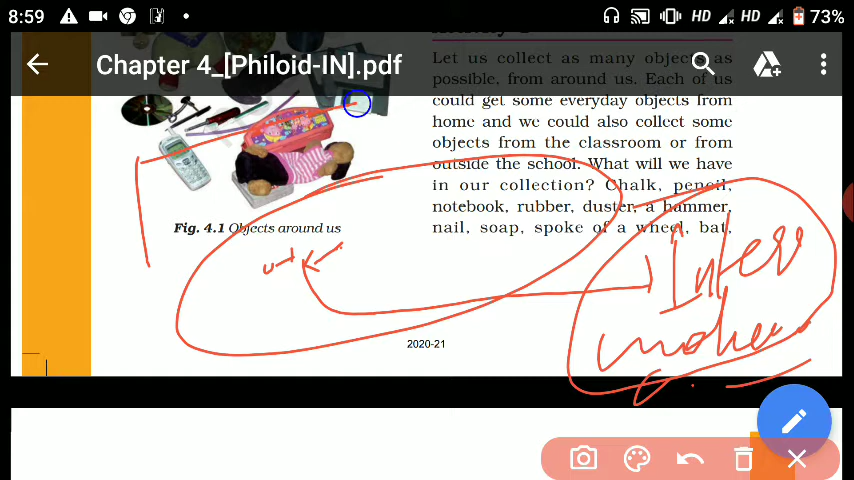 8:59 HD HD 73%
Chapter 4_[Philoid-IN].pdf
Let us collect as many objects as
possible, from around us. Each of us
could get some everyday objects from
home and we could also collect some
objects from the classroom or from
outside the school. What will we have
in our collection? Chalk, pencil,
notebook, rubber, duster, a hammer,
nail, soap, spoke of a wheel, bat,
Fig. 4.1 Objects around us
2020-21